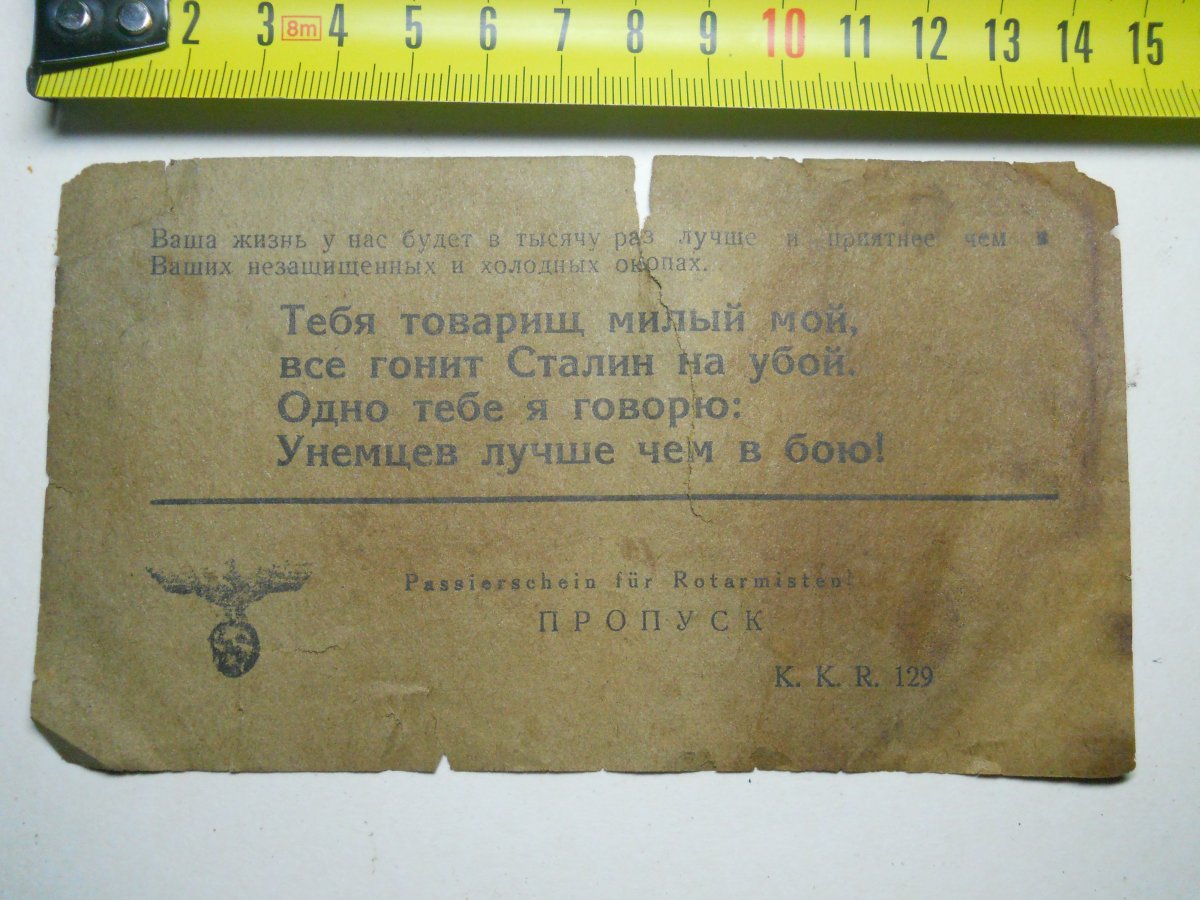 2 3 8m 4 5 6 7 8 9 10 11 12 13 14 15
Ваша жизнь у нас будет в тысячу раз лучше и приятнее чем в
Ваших незащищенных и холодных окопах.
Тебя товарищ милый мой,
все гонит Сталин на убой.
Одно тебе я говорю:
Унемцев лучше чем в бою!
Passierschein für Rotarmisten!
ПРОПУСК
K. K. R. 129